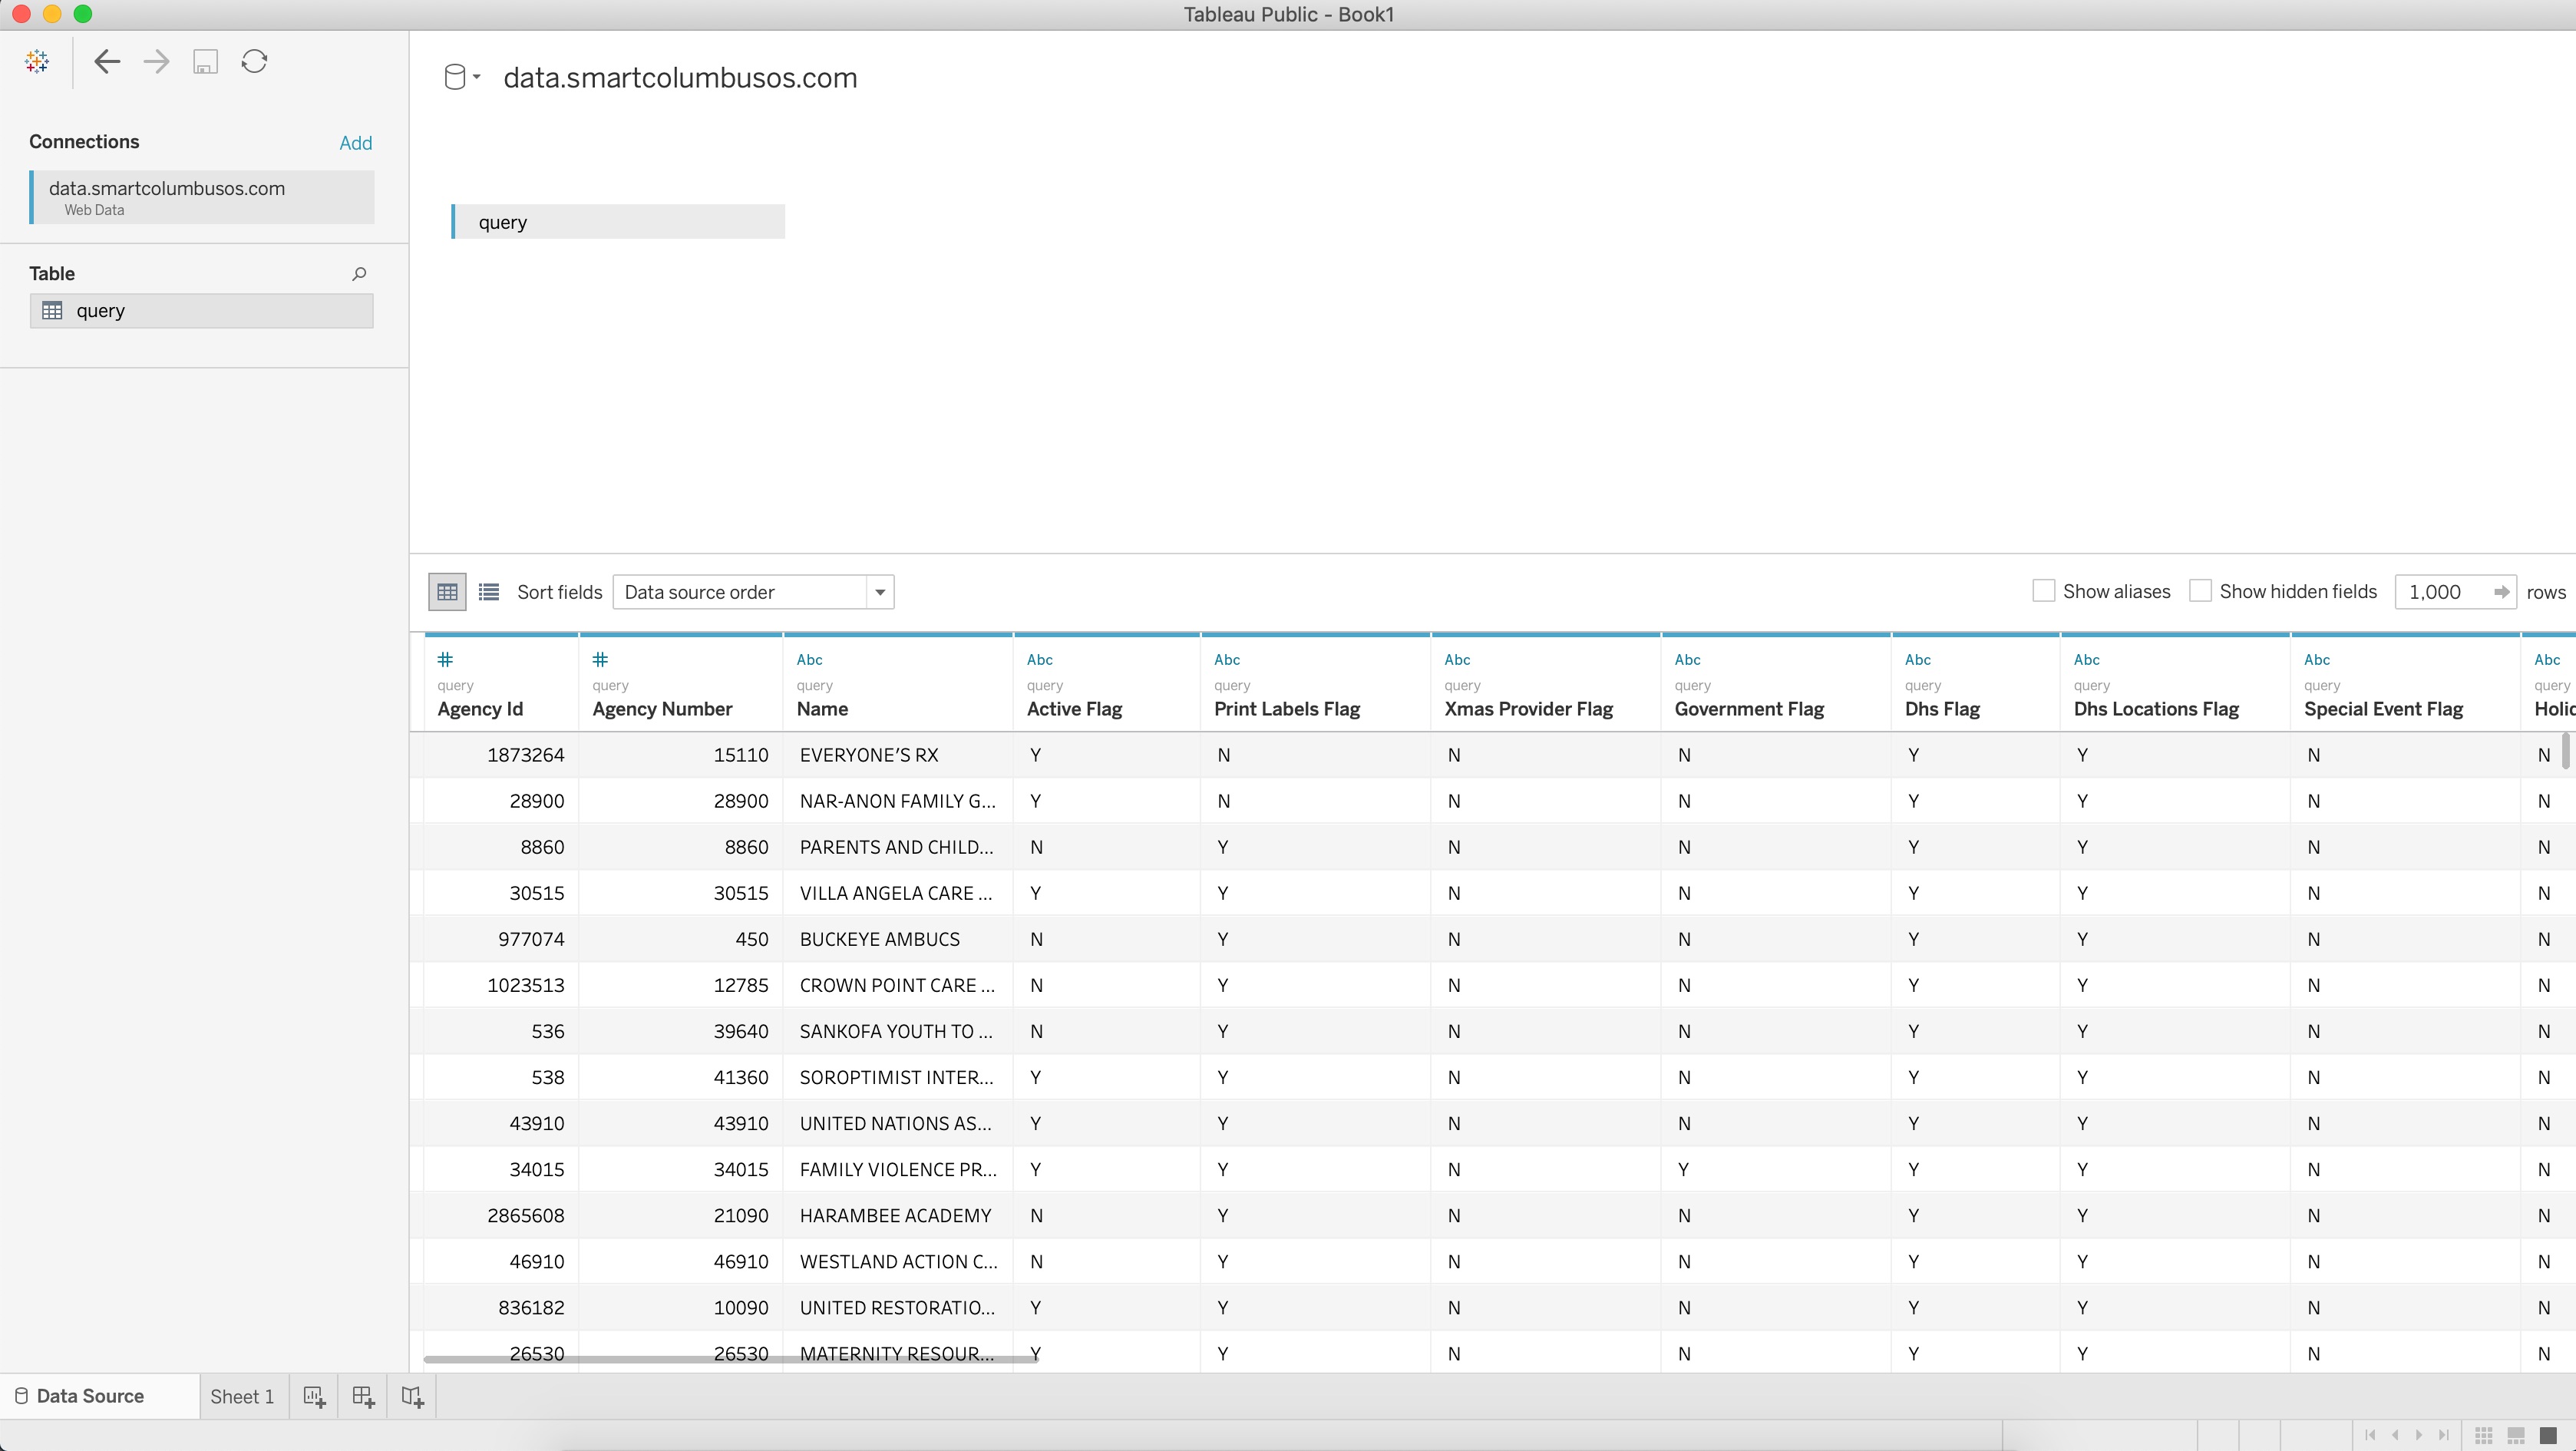 Tableau Public - Book1
data.smartcolumbusos.com
Connections Add
data.smartcolumbusos.com
Web Data
query
Table
query
Sort fields Data source order Show aliases Show hidden fields 1,000 rows
# # Abc Abc Abc Abc Abc Abc Abc Abc Abc
query query query query query query query query query query query
Agency Id Agency Number Name Active Flag Print Labels Flag Xmas Provider Flag Government Flag Dhs Flag Dhs Locations Flag Special Event Flag Holid
1873264 15110 EVERYONE'S RX Y N N N Y Y N N
28900 28900 NAR-ANON FAMILY G... Y N N N Y Y N N
8860 8860 PARENTS AND CHILD... N Y N N Y Y N N
30515 30515 VILLA ANGELA CARE ... Y Y N N Y Y N N
977074 450 BUCKEYE AMBUCS N Y N N Y Y N N
1023513 12785 CROWN POINT CARE ... N Y N N Y Y N N
536 39640 SANKOFA YOUTH TO ... N Y N N Y Y N N
538 41360 SOROPTIMIST INTER... Y Y N N Y Y N N
43910 43910 UNITED NATIONS AS... Y Y N N Y Y N N
34015 34015 FAMILY VIOLENCE PR... Y Y N Y Y Y N N
2865608 21090 HARAMBEE ACADEMY N Y N N Y Y N N
46910 46910 WESTLAND ACTION C... N Y N N Y Y N N
836182 10090 UNITED RESTORATIO... Y Y N N Y Y N N
26530 26530 MATERNITY RESOUR... Y Y N N Y Y N N
Data Source Sheet 1